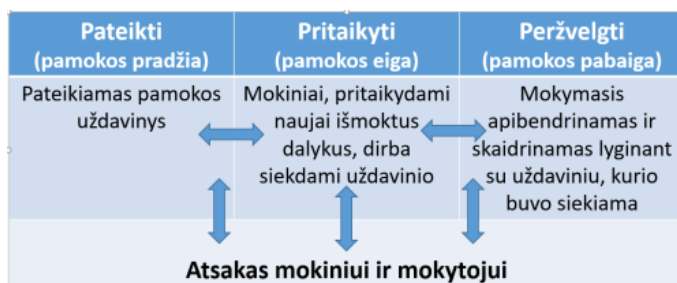 Pateikti
(pamokos pradžia)
Pritaikyti
(pamokos eiga)
Peržvelgti
(pamokos pabaiga)
Pateikiamas pamokos
uždavinys
Mokiniai, pritaikydami
naujai išmoktus
dalykus, dirba
siekdami uždavinio
Mokymasis
apibendrinamas ir
skaidrinamas lyginant
su uždaviniu, kurio
buvo siekiama
Atsakas mokiniui ir mokytojui